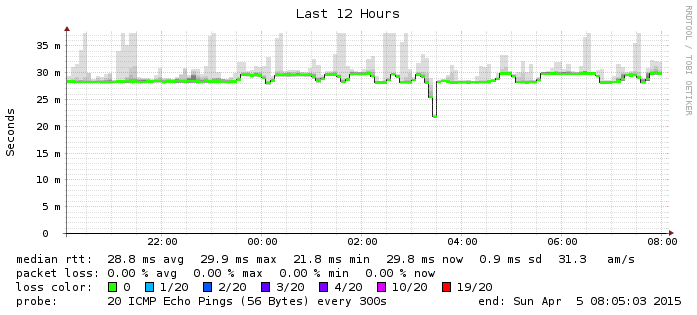 Last 12 Hours
RRDTOOL / TOBI OETIKER
Seconds
35 m
30 m
25 m
20 m
15 m
10 m
5 m
0
22:00 00:00 02:00 04:00 06:00 08:00
median rtt: 28.8 ms avg 29.9 ms max 21.8 ms min 29.8 ms now 0.9 ms sd 31.3 am/s
packet loss: 0.00 % avg 0.00 % max 0.00 % min 0.00 % now
loss color: 0 1/20 2/20 3/20 4/20 10/20 19/20
probe: 20 ICMP Echo Pings (56 Bytes) every 300s end: Sun Apr 5 08:05:03 2015